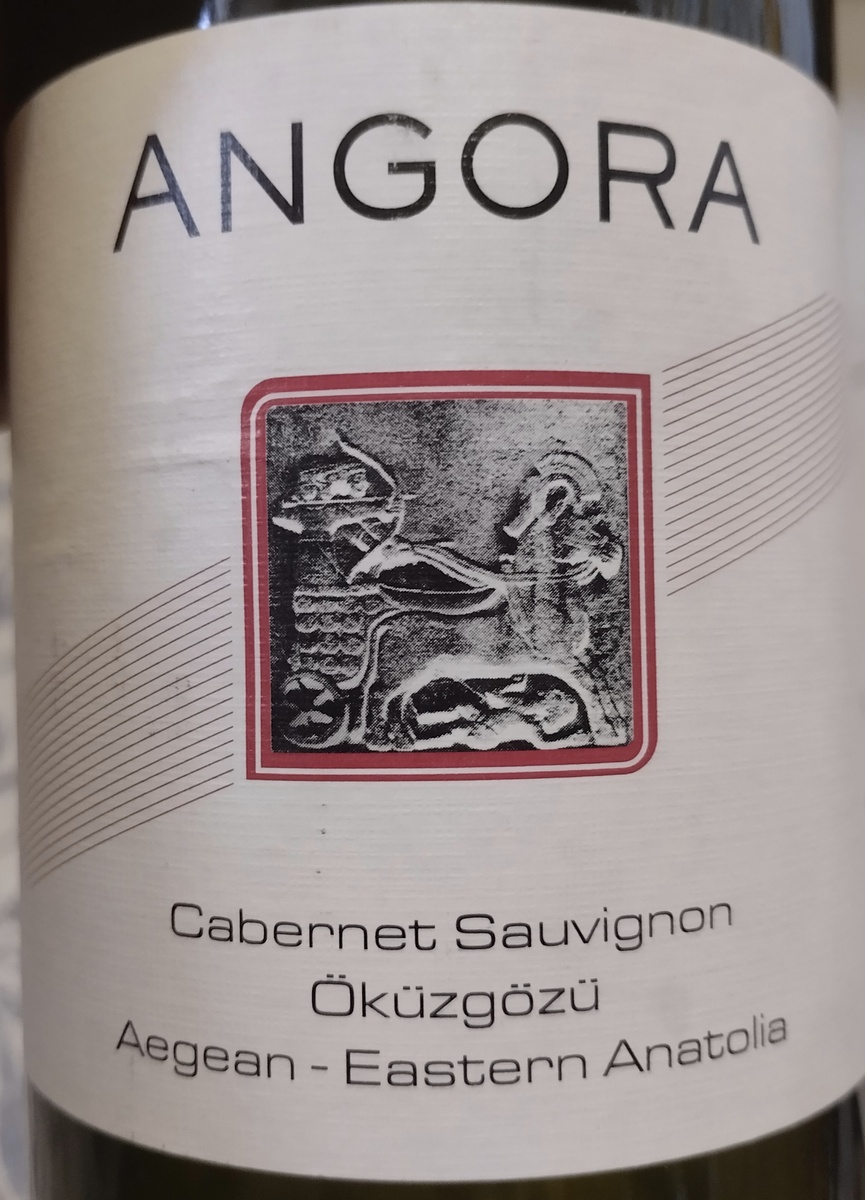 ANGORA
Cabernet Sauvignon
Öküzgözü
Aegean - Eastern Anatolia